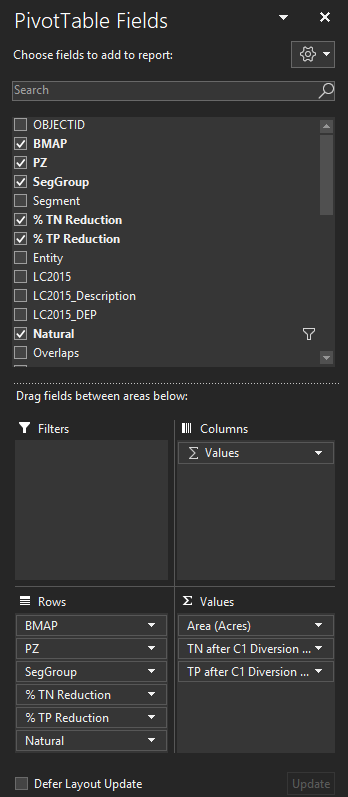 PivotTable Fields
Choose fields to add to report:
Search
OBJECTID
BMAP
PZ
SegGroup
Segment
% TN Reduction
% TP Reduction
Entity
LC2015
LC2015_Description
LC2015_DEP
Natural
Overlaps
Drag fields between areas below:
Filters
Columns
Σ Values
Rows
Σ Values
BMAP
PZ
SegGroup
% TN Reduction
% TP Reduction
Natural
Area (Acres)
TN after C1 Diversion ...
TP after C1 Diversion ...
Defer Layout Update
Update